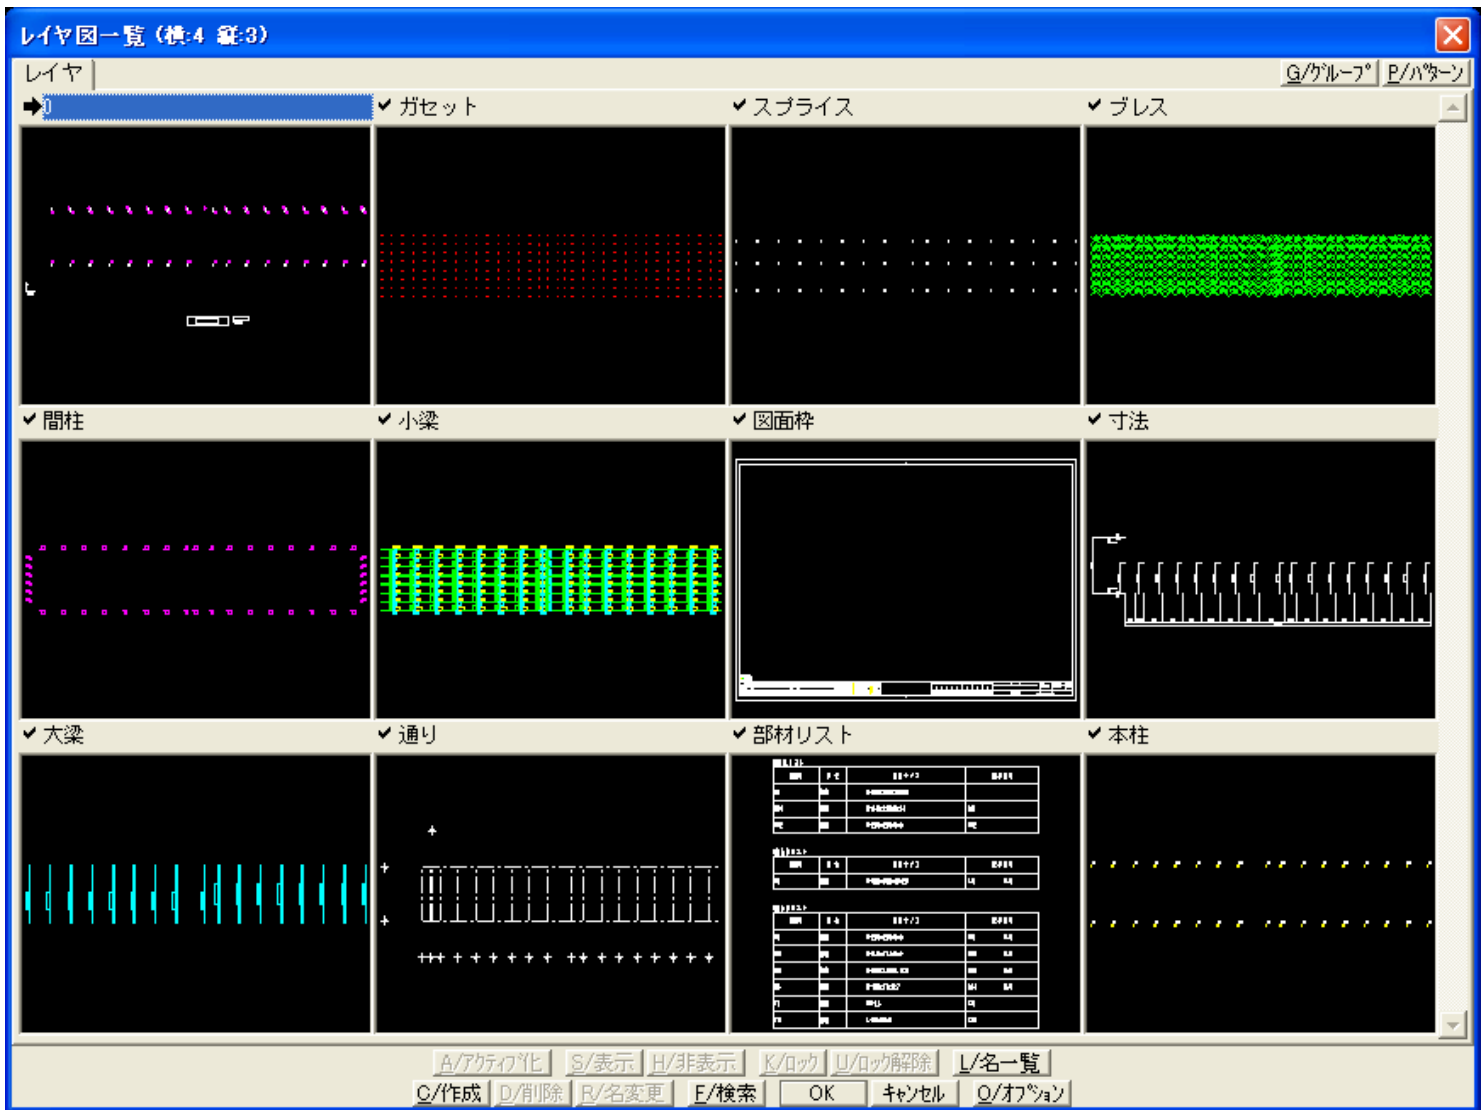 レイヤ図一覧 (横:4 縦:3)
レイヤ
G/グループ P/パターン
0 ガセット スプライス ブレス
間柱 小梁 図面枠 寸法
大梁 通り 部材リスト 本柱
A/アクティブ化 S/表示 H/非表示 K/ロック U/ロック解除 L/名一覧
C/作成 D/削除 R/名変更 F/検索 OK キャンセル O/オプション